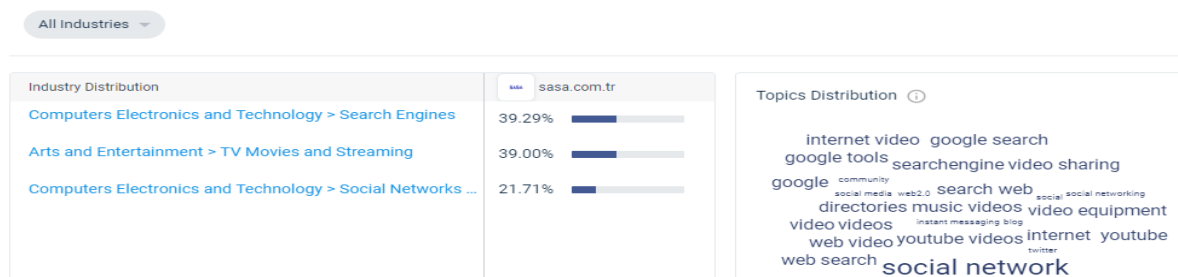 All Industries
Industry Distribution
SASA sasa.com.tr
Computers Electronics and Technology > Search Engines 39.29%
Arts and Entertainment > TV Movies and Streaming 39.00%
Computers Electronics and Technology > Social Networks ... 21.71%
Topics Distribution
internet video google search
google tools searchengine video sharing
google community
social media web2.0 search web social social networking
directories music videos video equipment
video videos instant messaging blog
web video youtube videos internet youtube
twitter
web search social network